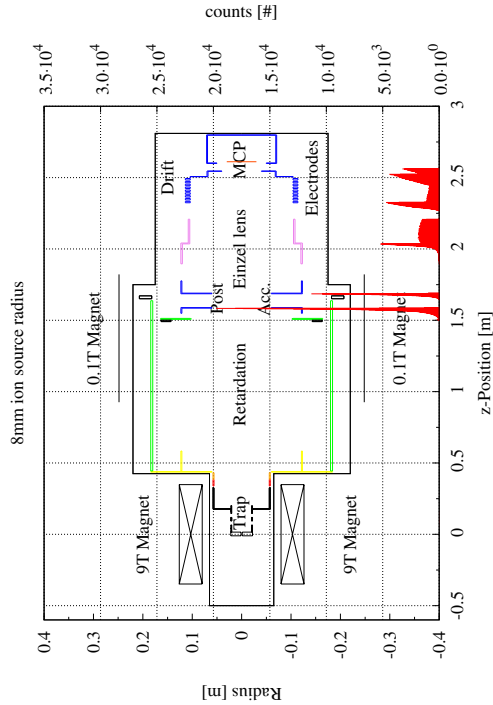 8mm ion source radius
counts [#]
3.5·10⁴
3.0·10⁴
2.5·10⁴
2.0·10⁴
1.5·10⁴
1.0·10⁴
5.0·10³
0.0·10⁰
Radius [m]
0.4
0.3
0.2
0.1
0
-0.1
-0.2
-0.3
-0.4
9T Magnet
0.1T Magnet
Drift
Trap
Retardation
Post
Acc.
Einzel lens
MCP
Electrodes
9T Magnet
0.1T Magnet
-0.5
0
0.5
1
1.5
2
2.5
3
z-Position [m]